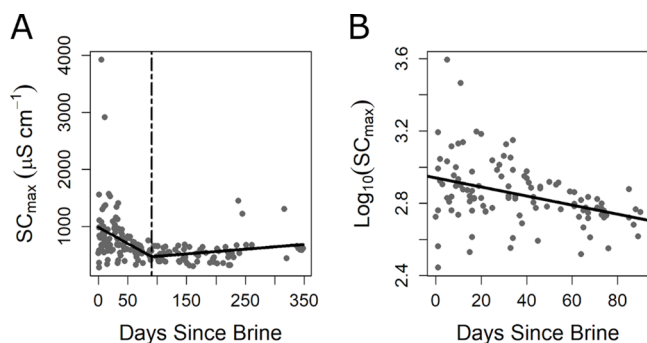 A
SCmax (μS cm−1)
4000
3000
2000
1000
0 50 150 250 350
Days Since Brine
B
Log10(SCmax)
3.6
3.2
2.8
2.4
0 20 40 60 80
Days Since Brine